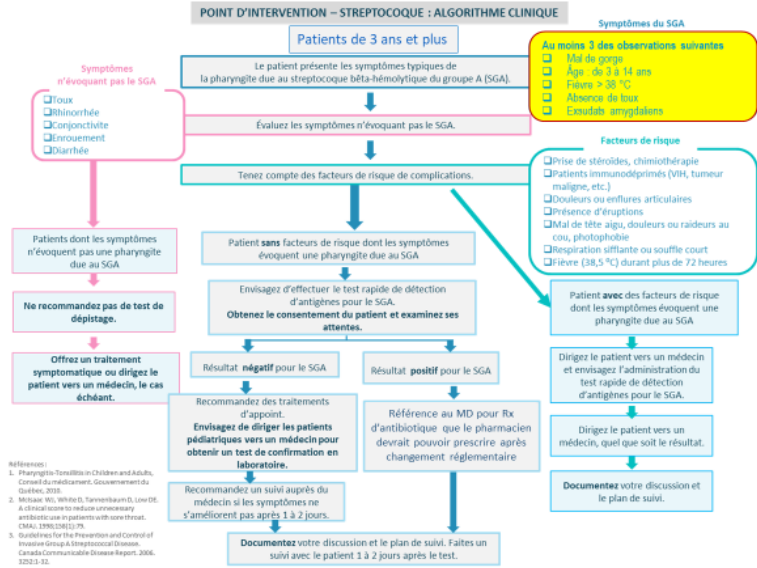 POINT D'INTERVENTION – STREPTOCOQUE : ALGORITHME CLINIQUE
Patients de 3 ans et plus
Symptômes du SGA
Au moins 3 des observations suivantes
Mal de gorge
Âge : de 3 à 14 ans
Fièvre > 38 °C
Absence de toux
Exsudats amygdaliens
Le patient présente les symptômes typiques de
la pharyngite due au streptocoque bêta-hémolytique du groupe A (SGA).
Symptômes
n'évoquant pas le SGA
Toux
Rhinorrhée
Conjonctivite
Enrouement
Diarrhée
Évaluez les symptômes n'évoquant pas le SGA.
Tenez compte des facteurs de risque de complications.
Facteurs de risque
Prise de stéroïdes, chimiothérapie
Patients immunodéprimés (VIH, tumeur
maligne, etc.)
Douleurs ou enflures articulaires
Présence d'éruptions
Mal de tête aigu, douleurs ou raideurs au
cou, photophobie
Respiration sifflante ou souffle court
Fièvre (38,5 °C) durant plus de 72 heures
Patients dont les symptômes
n'évoquent pas une pharyngite
due au SGA
Ne recommandez pas de test de
dépistage.
Offrez un traitement
symptomatique ou dirigez le
patient vers un médecin, le cas
échéant.
Patient sans facteurs de risque dont les symptômes
évoquent une pharyngite due au SGA
Envisagez d'effectuer le test rapide de détection
d'antigènes pour le SGA.
Obtenez le consentement du patient et examinez ses
attentes.
Résultat négatif pour le SGA
Résultat positif pour le SGA
Recommandez des traitements
d'appoint.
Envisagez de diriger les patients
pédiatriques vers un médecin pour
obtenir un test de confirmation en
laboratoire.
Référence au MD pour Rx
d'antibiotique que le pharmacien
devrait pouvoir prescrire après
changement réglementaire
Recommandez un suivi auprès du
médecin si les symptômes ne
s'améliorent pas après 1 à 2 jours.
Documentez votre discussion et le plan de suivi. Faites un
suivi avec le patient 1 à 2 jours après le test.
Patient avec des facteurs de risque
dont les symptômes évoquent une
pharyngite due au SGA
Dirigez le patient vers un médecin
et envisagez l'administration du
test rapide de détection
d'antigènes pour le SGA.
Dirigez le patient vers un
médecin, quel que soit le résultat.
Documentez votre discussion et
le plan de suivi.
Références :
1. Pharyngitis-Tonsillitis in Children and Adults,
Conseil du médicament. Gouvernement du
Québec, 2010.
2. McIsaac WJ, White D, Tannenbaum D, Low DE.
A clinical score to reduce unnecessary
antibiotic use in patients with sore throat.
CMAJ. 1998;158(1):79.
3. Guidelines for the Prevention and Control of
Invasive Group A Streptococcal Disease.
Canada Communicable Disease Report. 2006.
32S2:1-32.